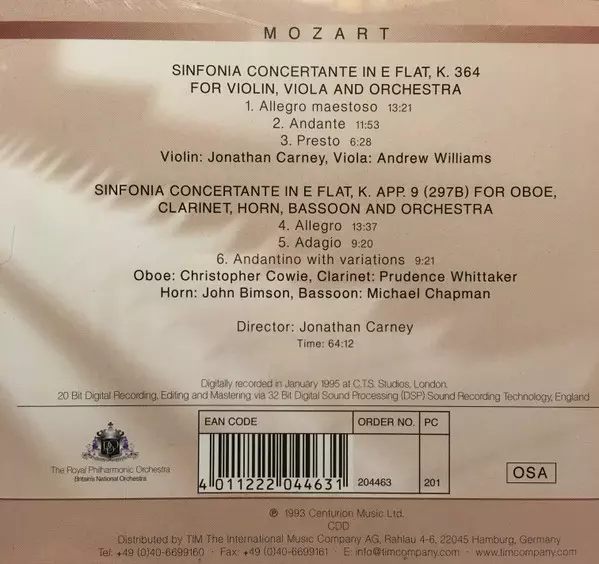 MOZART
SINFONIA CONCERTANTE IN E FLAT, K. 364
FOR VIOLIN, VIOLA AND ORCHESTRA
1. Allegro maestoso 13:21
2. Andante 11:53
3. Presto 6:28
Violin: Jonathan Carney, Viola: Andrew Williams
SINFONIA CONCERTANTE IN E FLAT, K. APP. 9 (297B) FOR OBOE,
CLARINET, HORN, BASSOON AND ORCHESTRA
4. Allegro 13:37
5. Adagio 9:20
6. Andantino with variations 9:21
Oboe: Christopher Cowie, Clarinet: Prudence Whittaker
Horn: John Bimson, Bassoon: Michael Chapman
Director: Jonathan Carney
Time: 64:12
Digitally recorded in January 1995 at C.T.S. Studios, London.
20 Bit Digital Recording, Editing and Mastering via 32 Bit Digital Sound Processing (DSP) Sound Recording Technology, England
EAN CODE ORDER NO. PC
4 011222 044631 204463 201
OSA
The Royal Philharmonic Orchestra
Britain's National Orchestra
℗ 1993 Centurion Music Ltd.
CDD
Distributed by TIM The International Music Company AG, Rahlau 4-6, 22045 Hamburg, Germany
Tel: +49 (0)40-6699160 · Fax: +49 (0)40-6699161 · E: info@timcompany.com · www.timcompany.com